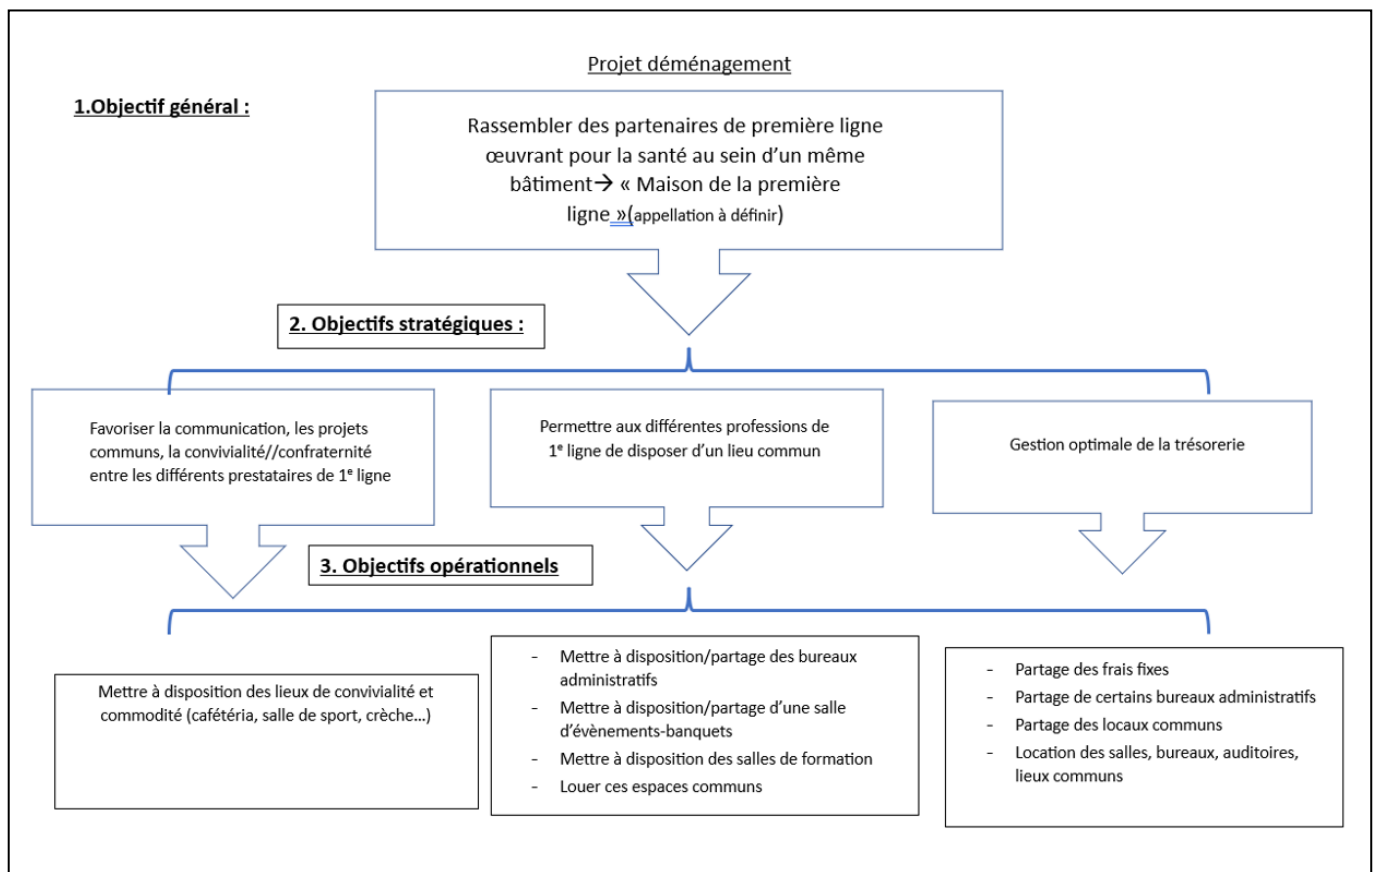 Projet déménagement
1.Objectif général :
Rassembler des partenaires de première ligne
œuvrant pour la santé au sein d’un même
bâtiment→ « Maison de la première
ligne »(appellation à définir)
2. Objectifs stratégiques :
Favoriser la communication, les projets
communs, la convivialité//confraternité
entre les différents prestataires de 1e ligne
Permettre aux différentes professions de
1e ligne de disposer d’un lieu commun
Gestion optimale de la trésorerie
3. Objectifs opérationnels
Mettre à disposition des lieux de convivialité et
commodité (cafétéria, salle de sport, crèche…)
- Mettre à disposition/partage des bureaux
administratifs
- Mettre à disposition/partage d’une salle
d’évènements-banquets
- Mettre à disposition des salles de formation
- Louer ces espaces communs
- Partage des frais fixes
- Partage de certains bureaux administratifs
- Partage des locaux communs
- Location des salles, bureaux, auditoires,
lieux communs